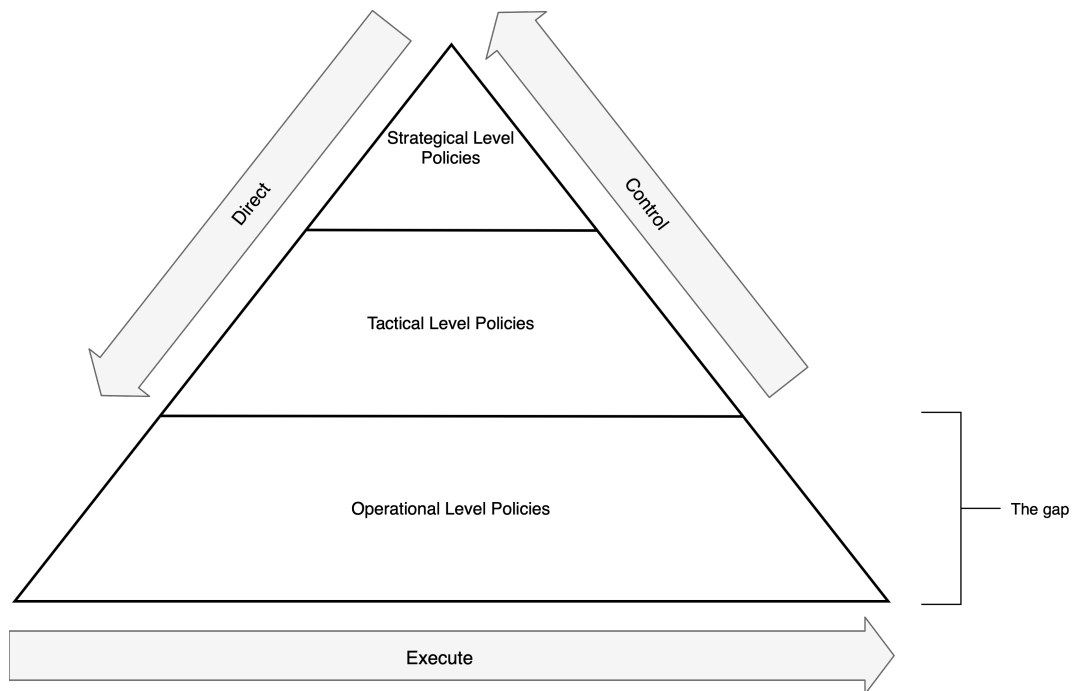 Strategical Level
Policies
Direct
Control
Tactical Level Policies
Operational Level Policies
The gap
Execute